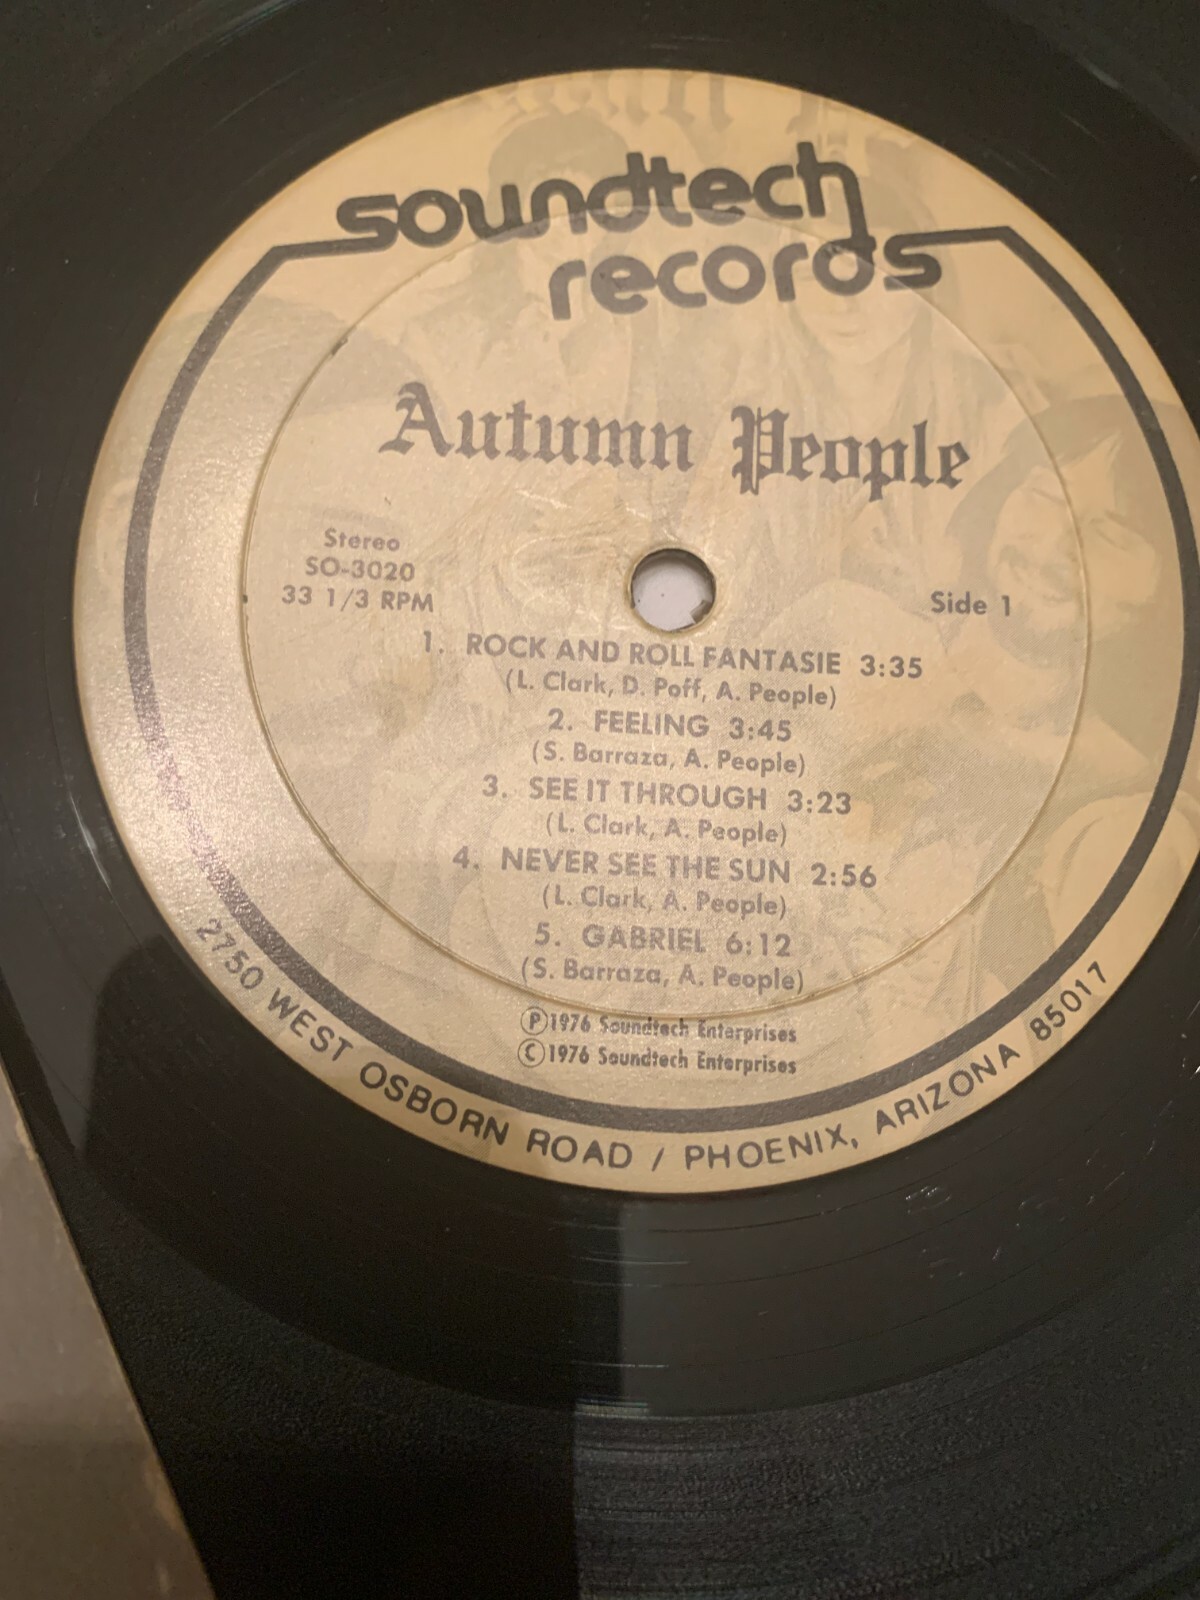 soundtech
records
Autumn People
Stereo
SO-3020
33 1/3 RPM
Side 1
1. ROCK AND ROLL FANTASIE 3:35
(L. Clark, D. Poff, A. People)
2. FEELING 3:45
(S. Barraza, A. People)
3. SEE IT THROUGH 3:23
(L. Clark, A. People)
4. NEVER SEE THE SUN 2:56
(L. Clark, A. People)
5. GABRIEL 6:12
(S. Barraza, A. People)
Ⓟ1976 Soundtech Enterprises
Ⓒ1976 Soundtech Enterprises
2750 WEST OSBORN ROAD / PHOENIX, ARIZONA 85017